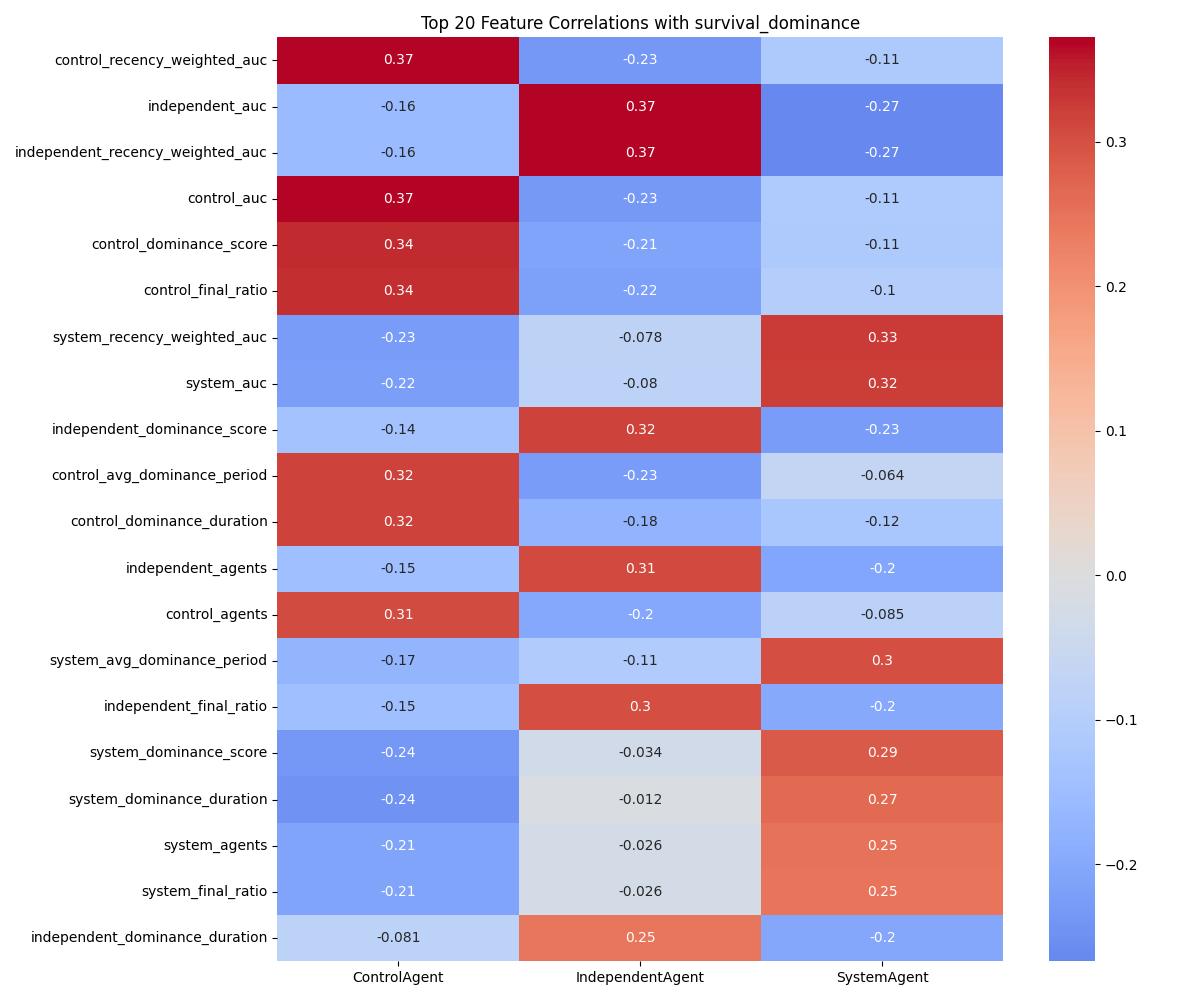 Top 20 Feature Correlations with survival_dominance
control_recency_weighted_auc 0.37 -0.23 -0.11
independent_auc -0.16 0.37 -0.27
independent_recency_weighted_auc -0.16 0.37 -0.27
control_auc 0.37 -0.23 -0.11
control_dominance_score 0.34 -0.21 -0.11
control_final_ratio 0.34 -0.22 -0.1
system_recency_weighted_auc -0.23 -0.078 0.33
system_auc -0.22 -0.08 0.32
independent_dominance_score -0.14 0.32 -0.23
control_avg_dominance_period 0.32 -0.23 -0.064
control_dominance_duration 0.32 -0.18 -0.12
independent_agents -0.15 0.31 -0.2
control_agents 0.31 -0.2 -0.085
system_avg_dominance_period -0.17 -0.11 0.3
independent_final_ratio -0.15 0.3 -0.2
system_dominance_score -0.24 -0.034 0.29
system_dominance_duration -0.24 -0.012 0.27
system_agents -0.21 -0.026 0.25
system_final_ratio -0.21 -0.026 0.25
independent_dominance_duration -0.081 0.25 -0.2
ControlAgent IndependentAgent SystemAgent
0.3
0.2
0.1
0.0
−0.1
−0.2